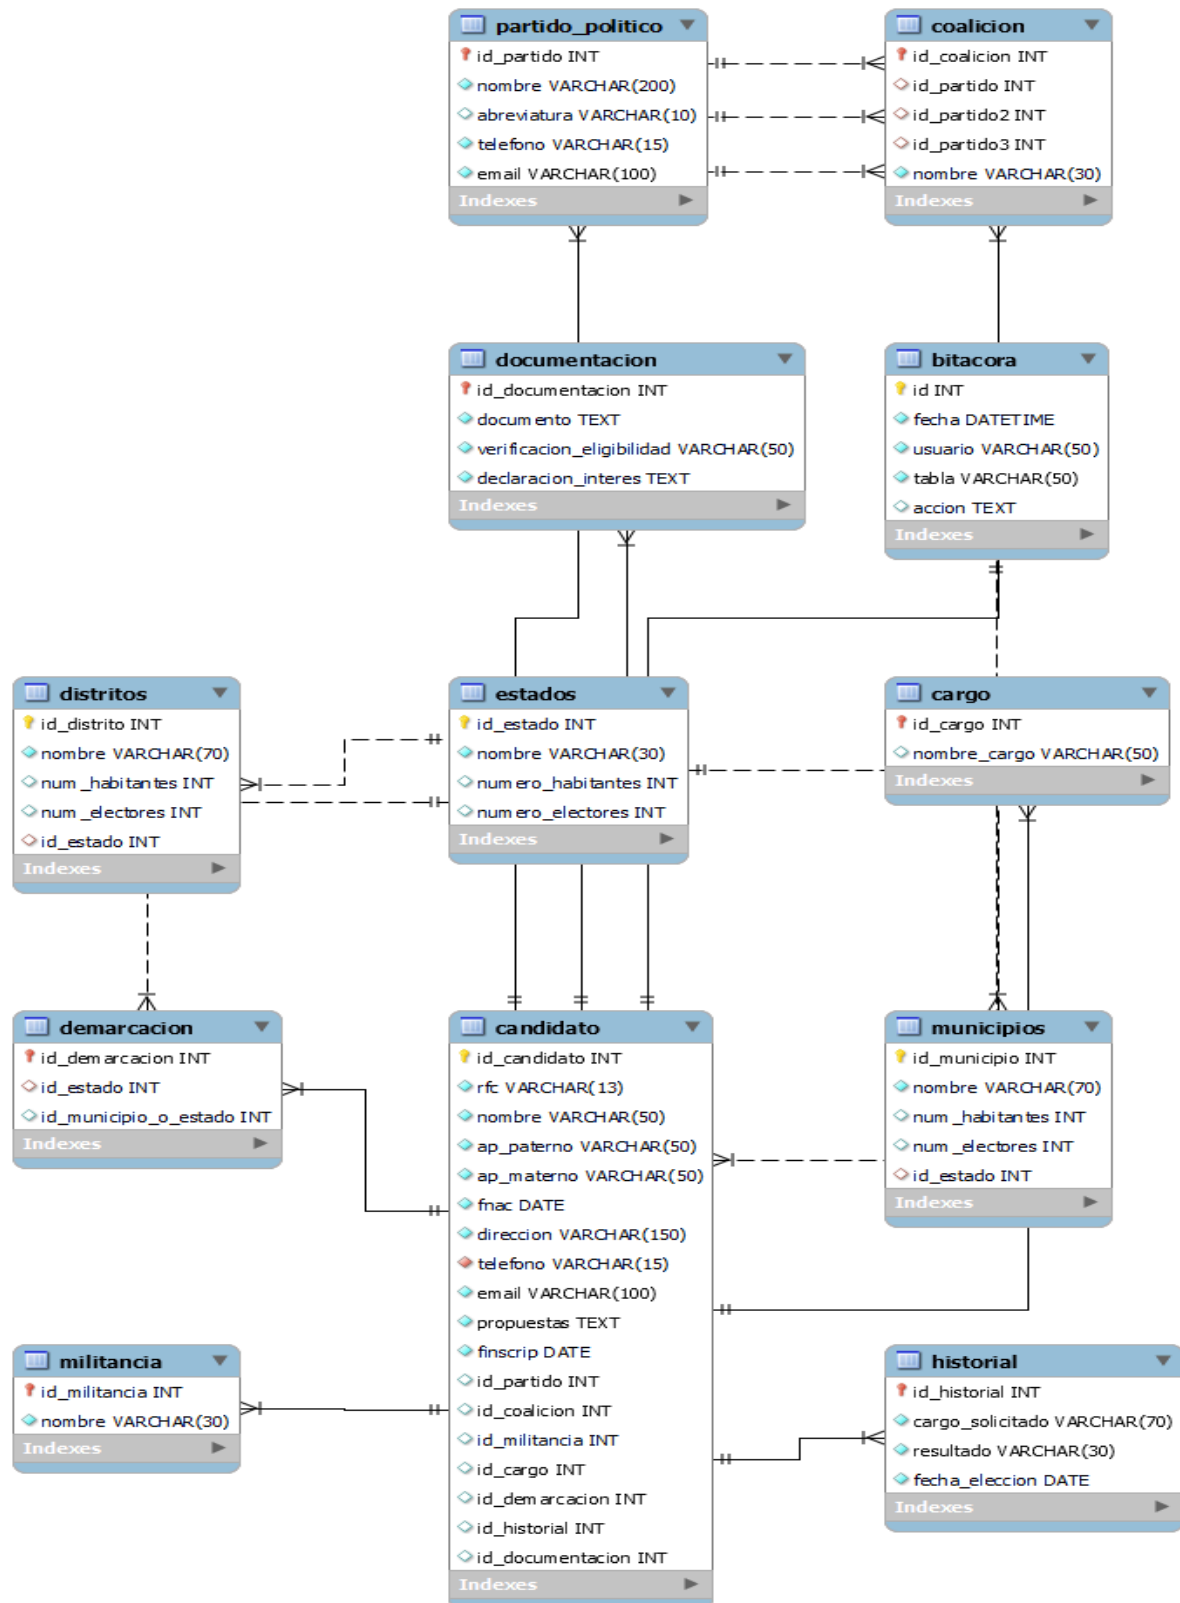 partido_politico
id_partido INT
nombre VARCHAR(200)
abreviatura VARCHAR(10)
telefono VARCHAR(15)
email VARCHAR(100)
Indexes
coalicion
id_coalicion INT
id_partido INT
id_partido2 INT
id_partido3 INT
nombre VARCHAR(30)
Indexes
documentacion
id_documentacion INT
documento TEXT
verificacion_eligibilidad VARCHAR(50)
declaracion_interes TEXT
Indexes
bitacora
id INT
fecha DATETIME
usuario VARCHAR(50)
tabla VARCHAR(50)
accion TEXT
Indexes
distritos
id_distrito INT
nombre VARCHAR(70)
num_habitantes INT
num_electores INT
id_estado INT
Indexes
estados
id_estado INT
nombre VARCHAR(30)
numero_habitantes INT
numero_electores INT
Indexes
cargo
id_cargo INT
nombre_cargo VARCHAR(50)
Indexes
demarcacion
id_demarcacion INT
id_estado INT
id_municipio_o_estado INT
Indexes
candidato
id_candidato INT
rfc VARCHAR(13)
nombre VARCHAR(50)
ap_paterno VARCHAR(50)
ap_materno VARCHAR(50)
fnac DATE
direccion VARCHAR(150)
telefono VARCHAR(15)
email VARCHAR(100)
propuestas TEXT
finscrip DATE
id_partido INT
id_coalicion INT
id_militancia INT
id_cargo INT
id_demarcacion INT
id_historial INT
id_documentacion INT
Indexes
municipios
id_municipio INT
nombre VARCHAR(70)
num_habitantes INT
num_electores INT
id_estado INT
Indexes
militancia
id_militancia INT
nombre VARCHAR(30)
Indexes
historial
id_historial INT
cargo_solicitado VARCHAR(70)
resultado VARCHAR(30)
fecha_eleccion DATE
Indexes